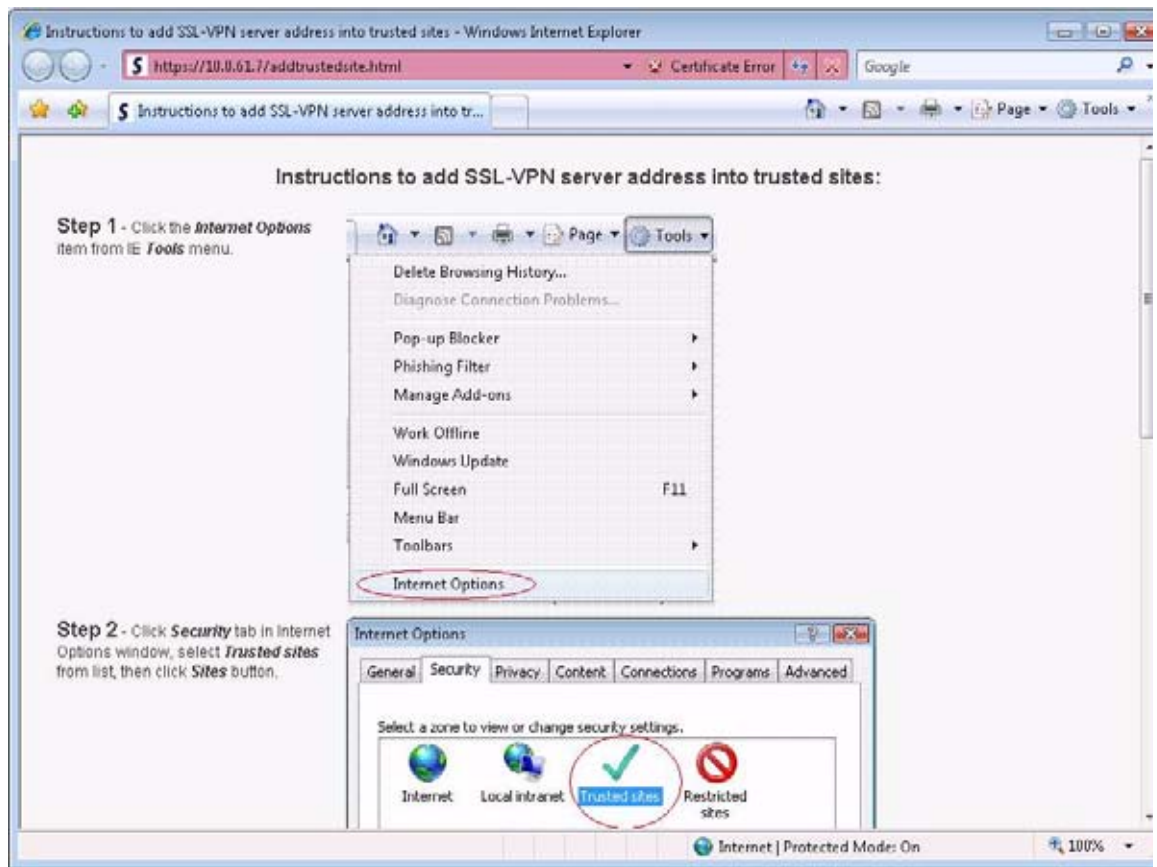 Instructions to add SSL-VPN server address into trusted sites - Windows Internet Explorer
https://10.0.61.7/addtrustedsite.html
Certificate Error
Google
Instructions to add SSL-VPN server address into tr...
Page
Tools
Instructions to add SSL-VPN server address into trusted sites:
Step 1 - Click the Internet Options
item from IE Tools menu.
Page
Tools
Delete Browsing History...
Diagnose Connection Problems...
Pop-up Blocker
Phishing Filter
Manage Add-ons
Work Offline
Windows Update
Full Screen F11
Menu Bar
Toolbars
Internet Options
Step 2 - Click Security tab in Internet
Options window, select Trusted sites
from list, then click Sites button.
Internet Options
General Security Privacy Content Connections Programs Advanced
Select a zone to view or change security settings.
Internet
Local intranet
Trusted sites
Restricted
sites
Internet | Protected Mode: On
100%